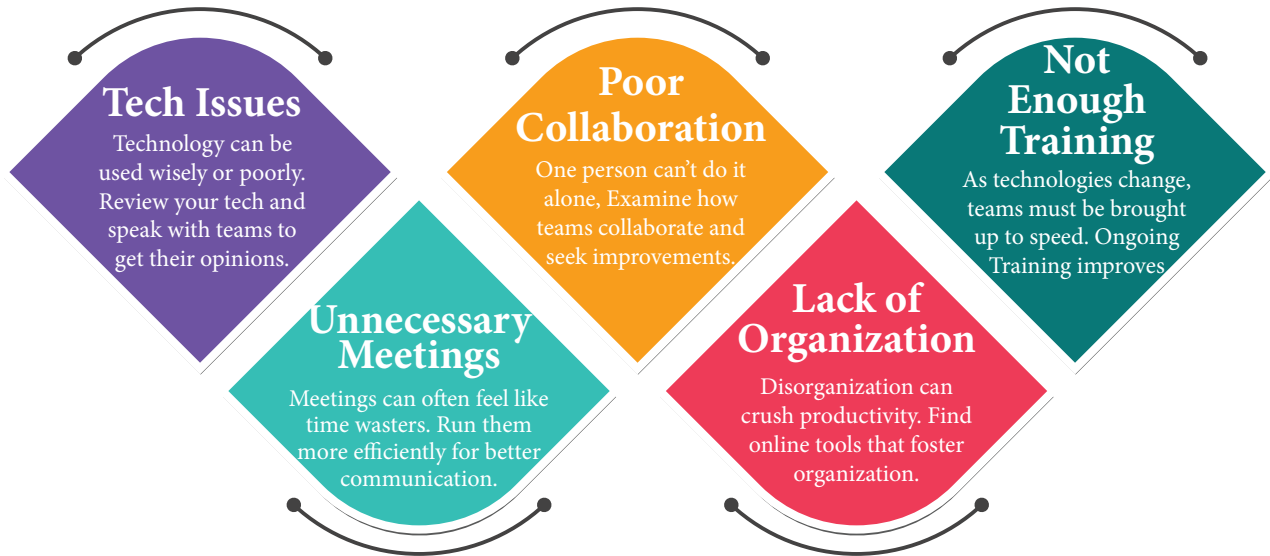 Tech Issues
Technology can be
used wisely or poorly.
Review your tech and
speak with teams to
get their opinions.
Unnecessary
Meetings
Meetings can often feel like
time wasters. Run them
more efficiently for better
communication.
Poor
Collaboration
One person can’t do it
alone, Examine how
teams collaborate and
seek improvements.
Lack of
Organization
Disorganization can
crush productivity. Find
online tools that foster
organization.
Not
Enough
Training
As technologies change,
teams must be brought
up to speed. Ongoing
Training improves